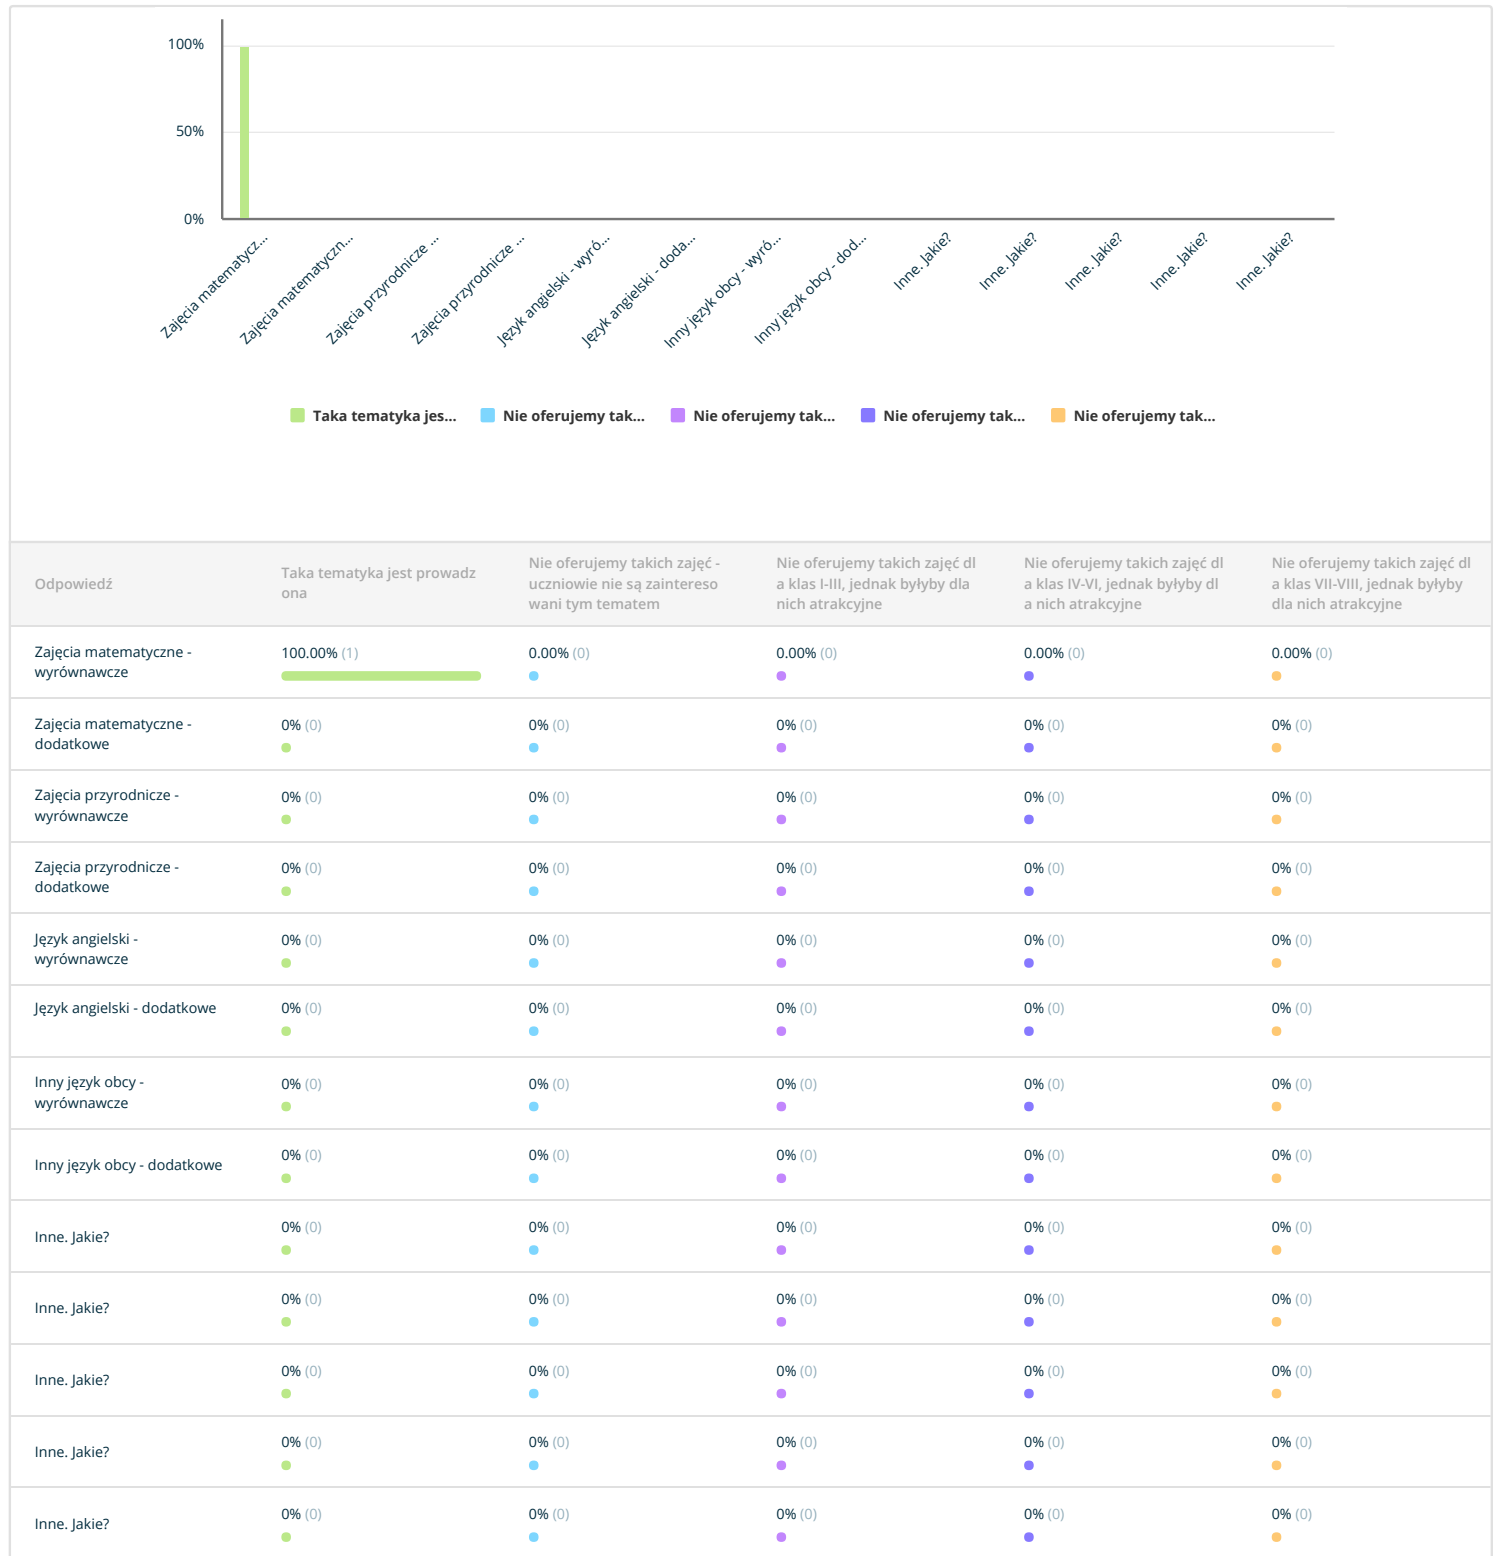 100%
50%
0%
Zajęcia matematycz...
Zajęcia matematyczn...
Zajęcia przyrodnicze ...
Zajęcia przyrodnicze ...
Język angielski - wyró...
Język angielski - doda...
Inny język obcy - wyró...
Inny język obcy - dod...
Inne. Jakie?
Inne. Jakie?
Inne. Jakie?
Inne. Jakie?
Inne. Jakie?
Taka tematyka jes... Nie oferujemy tak... Nie oferujemy tak... Nie oferujemy tak... Nie oferujemy tak...
Odpowiedź
Taka tematyka jest prowadz
ona
Nie oferujemy takich zajęć -
uczniowie nie są zaintereso
wani tym tematem
Nie oferujemy takich zajęć dl
a klas I-III, jednak byłyby dla
nich atrakcyjne
Nie oferujemy takich zajęć dl
a klas IV-VI, jednak byłyby dl
a nich atrakcyjne
Nie oferujemy takich zajęć dl
a klas VII-VIII, jednak byłyby
dla nich atrakcyjne
Zajęcia matematyczne -
wyrównawcze
100.00% (1) 0.00% (0) 0.00% (0) 0.00% (0) 0.00% (0)
Zajęcia matematyczne -
dodatkowe
0% (0) 0% (0) 0% (0) 0% (0) 0% (0)
Zajęcia przyrodnicze -
wyrównawcze
0% (0) 0% (0) 0% (0) 0% (0) 0% (0)
Zajęcia przyrodnicze -
dodatkowe
0% (0) 0% (0) 0% (0) 0% (0) 0% (0)
Język angielski -
wyrównawcze
0% (0) 0% (0) 0% (0) 0% (0) 0% (0)
Język angielski - dodatkowe
0% (0) 0% (0) 0% (0) 0% (0) 0% (0)
Inny język obcy -
wyrównawcze
0% (0) 0% (0) 0% (0) 0% (0) 0% (0)
Inny język obcy - dodatkowe
0% (0) 0% (0) 0% (0) 0% (0) 0% (0)
Inne. Jakie?
0% (0) 0% (0) 0% (0) 0% (0) 0% (0)
Inne. Jakie?
0% (0) 0% (0) 0% (0) 0% (0) 0% (0)
Inne. Jakie?
0% (0) 0% (0) 0% (0) 0% (0) 0% (0)
Inne. Jakie?
0% (0) 0% (0) 0% (0) 0% (0) 0% (0)
Inne. Jakie?
0% (0) 0% (0) 0% (0) 0% (0) 0% (0)